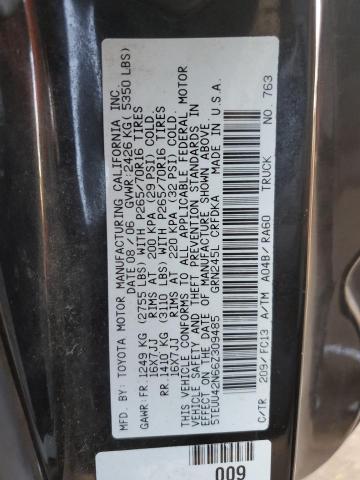 MFD. BY: TOYOTA MOTOR MANUFACTURING CALIFORNIA INC
DATE 08 / 06 GVWR: 2426 KG ( 5350 LBS)
GAWR: FR. 1249 KG (2755 LBS) WITH P265/70R16 TIRES
16X7JJ RIMS AT 200 KPA (29 PSI) COLD.
RR. 1410 KG (3110 LBS) WITH P265/70R16 TIRES
16X7JJ RIMS AT 220 KPA (32 PSI) COLD.
THIS VEHICLE CONFORMS TO ALL APPLICABLE FEDERAL MOTOR
VEHICLE SAFETY AND THEFT PREVENTION STANDARDS IN
EFFECT ON THE DATE OF MANUFACTURE SHOWN ABOVE.
5TEUU42N66Z309485 GRN245L CRFDKA MADE IN U.S.A.
C/TR: 209/FC13 A/TM A04B/RA60 TRUCK NO. 763
009